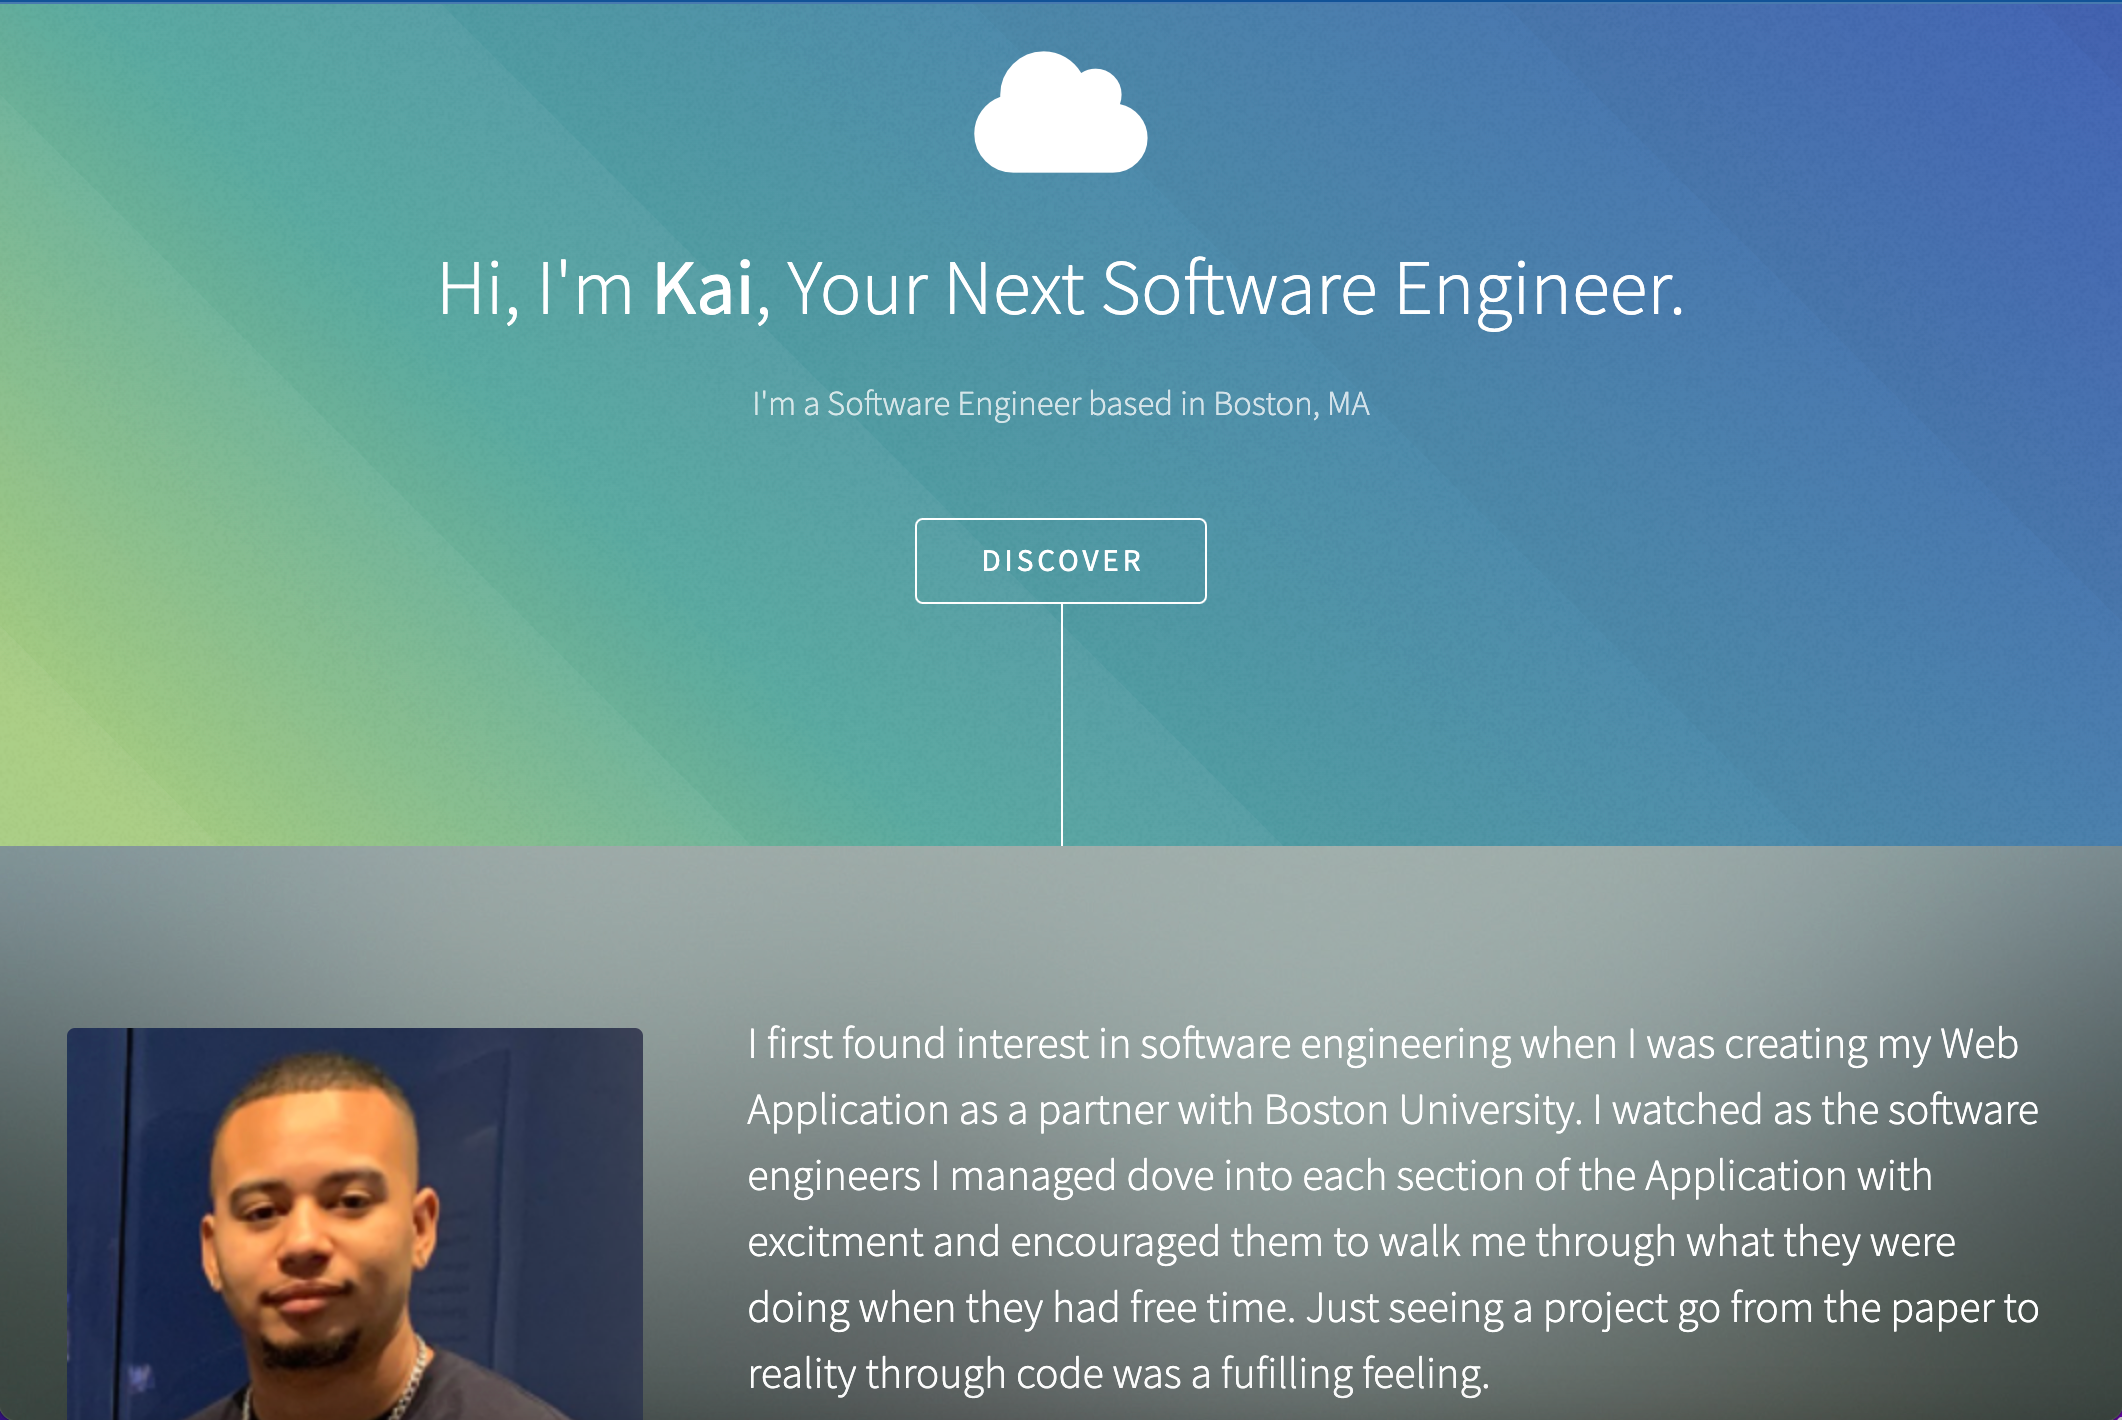 Hi, I'm Kai, Your Next Software Engineer.
I'm a Software Engineer based in Boston, MA
DISCOVER
I first found interest in software engineering when I was creating my Web
Application as a partner with Boston University. I watched as the software
engineers I managed dove into each section of the Application with
excitment and encouraged them to walk me through what they were
doing when they had free time. Just seeing a project go from the paper to
reality through code was a fufilling feeling.